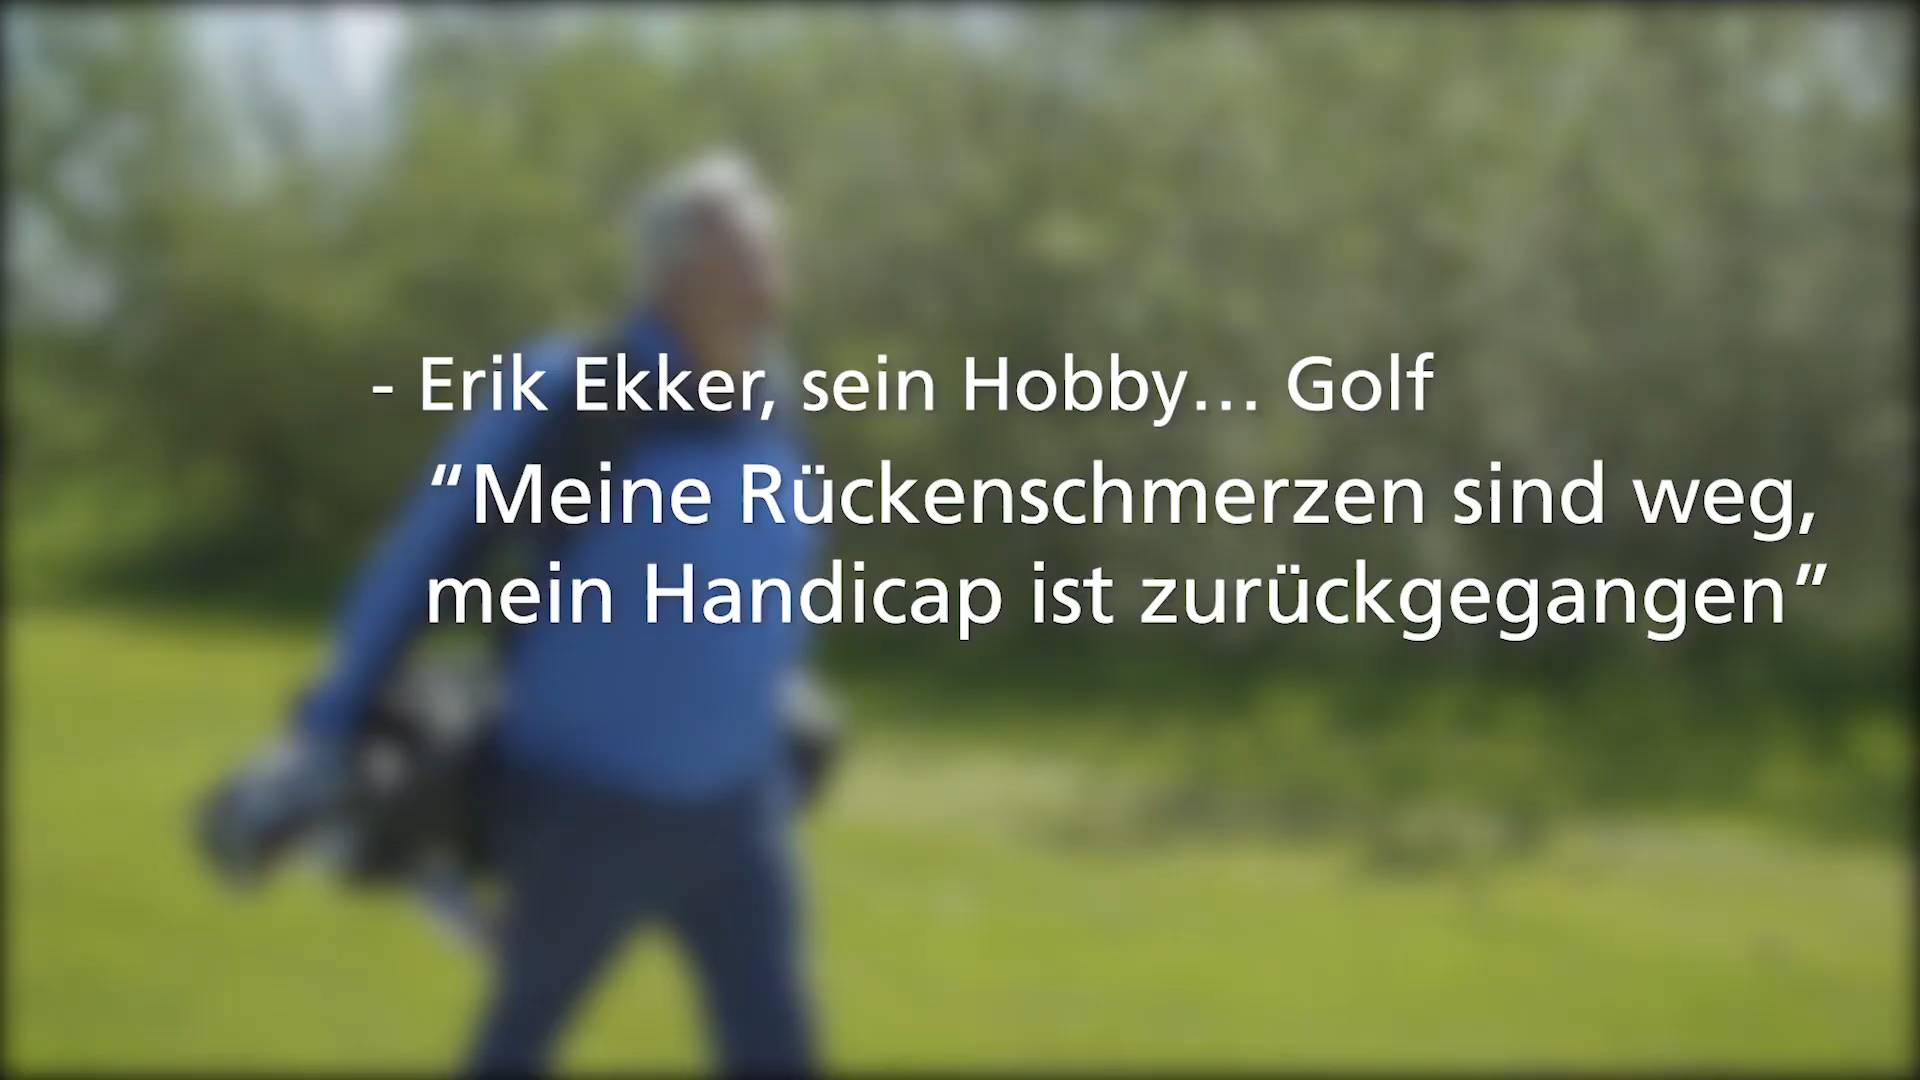 - Erik Ekker, sein Hobby... Golf
“Meine Rückenschmerzen sind weg,
mein Handicap ist zurückgegangen”